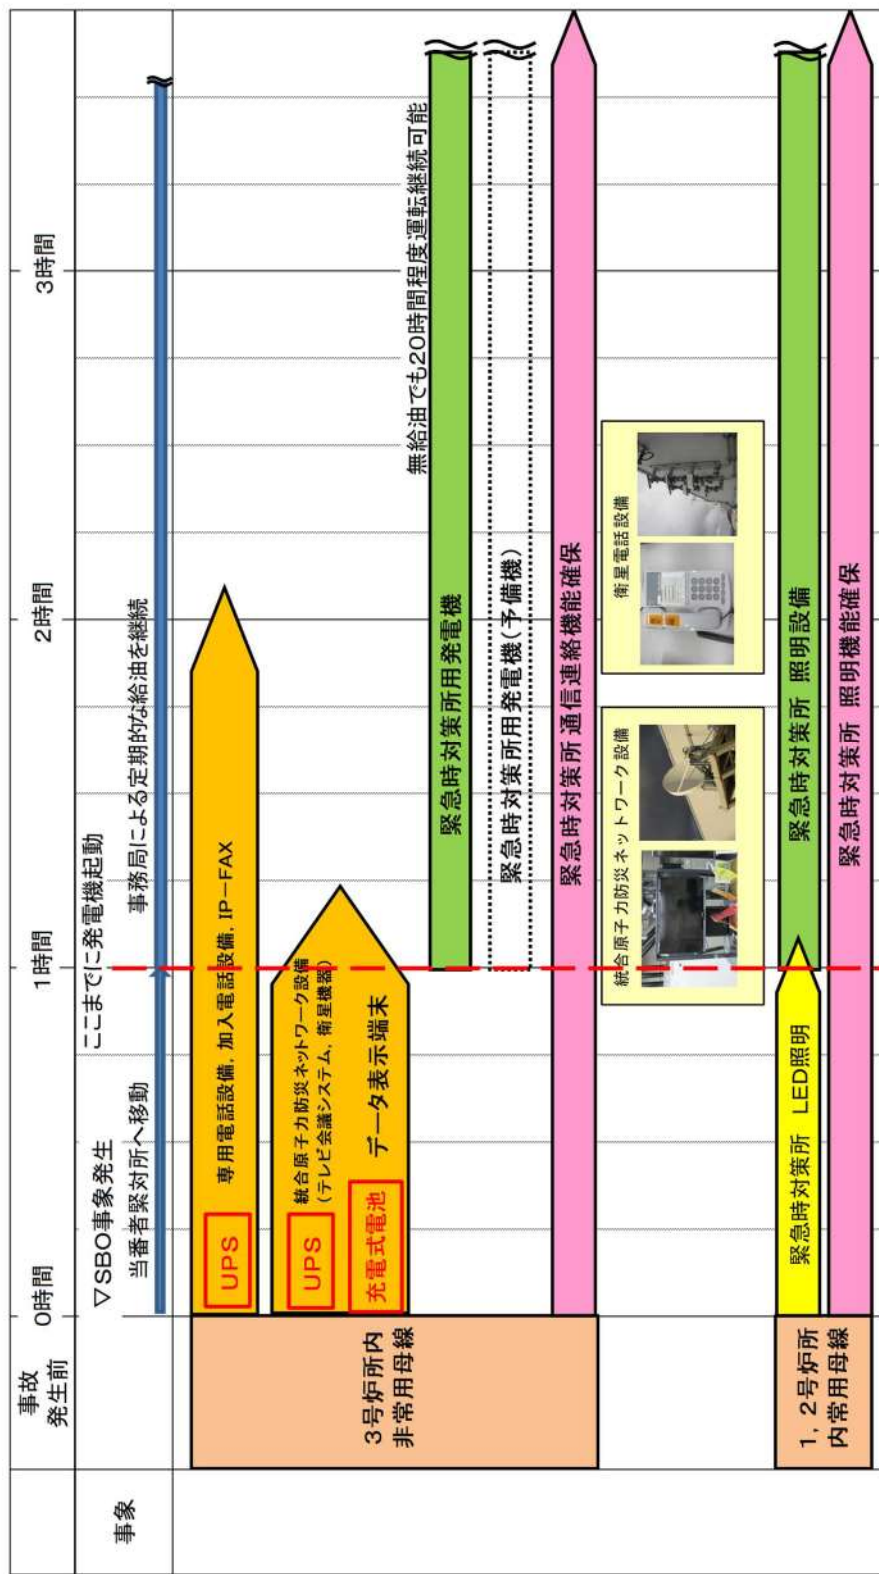 事故
発生前
0時間
1時間
2時間
3時間
事象
▽SBO事象発生
ここまでに発電機起動
当番者緊対所へ移動
事務局による定期的な給油を継続
3号炉所内
非常用母線
UPS
専用電話設備,加入電話設備,IP-FAX
UPS
統合原子力防災ネットワーク設備
(テレビ会議システム,衛星機器)
充電式電池
データ表示端末
無給油でも20時間程度運転継続可能
緊急時対策所用発電機
緊急時対策所用発電機(予備機)
緊急時対策所通信連絡機能確保
統合原子力防災ネットワーク設備
衛星電話設備
1,2号炉所
内常用母線
緊急時対策所 LED照明
緊急時対策所 照明設備
緊急時対策所 照明機能確保